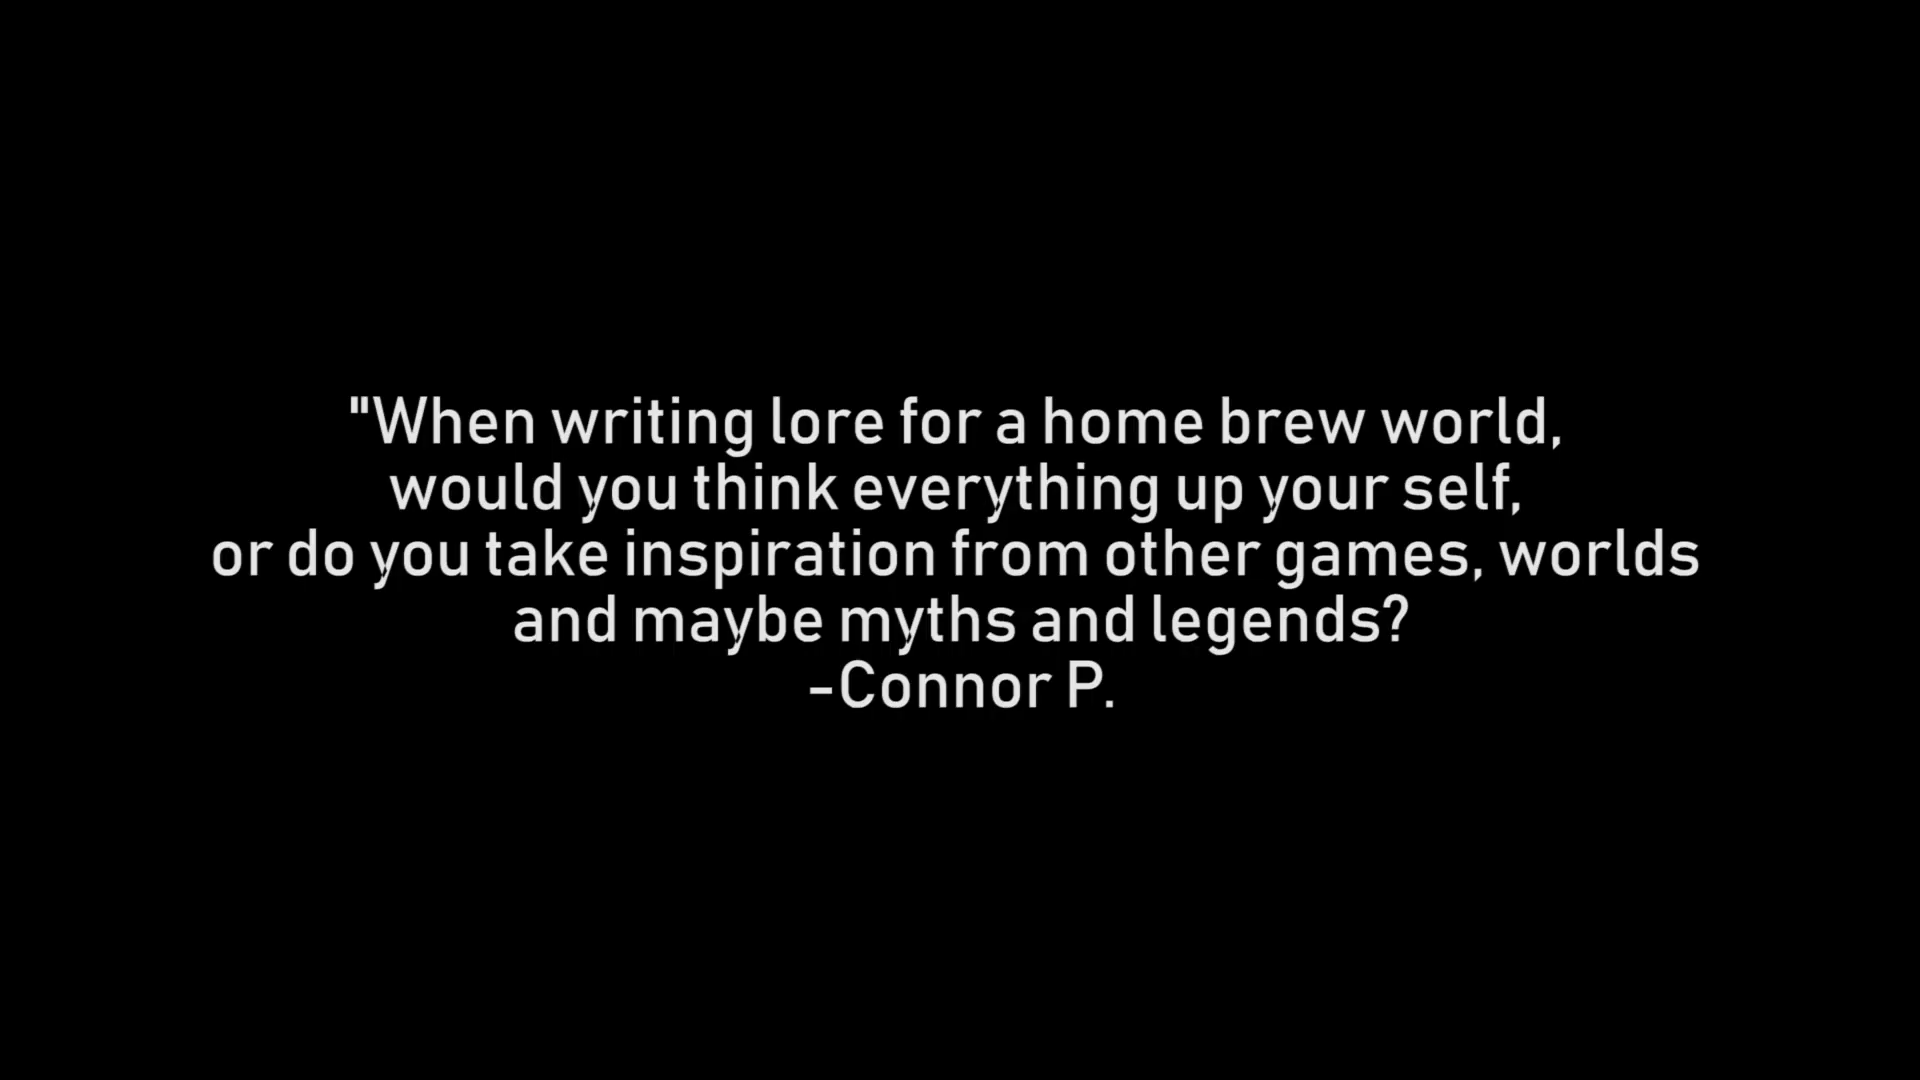 "When writing lore for a home brew world,
would you think everything up your self,
or do you take inspiration from other games, worlds
and maybe myths and legends?
-Connor P.